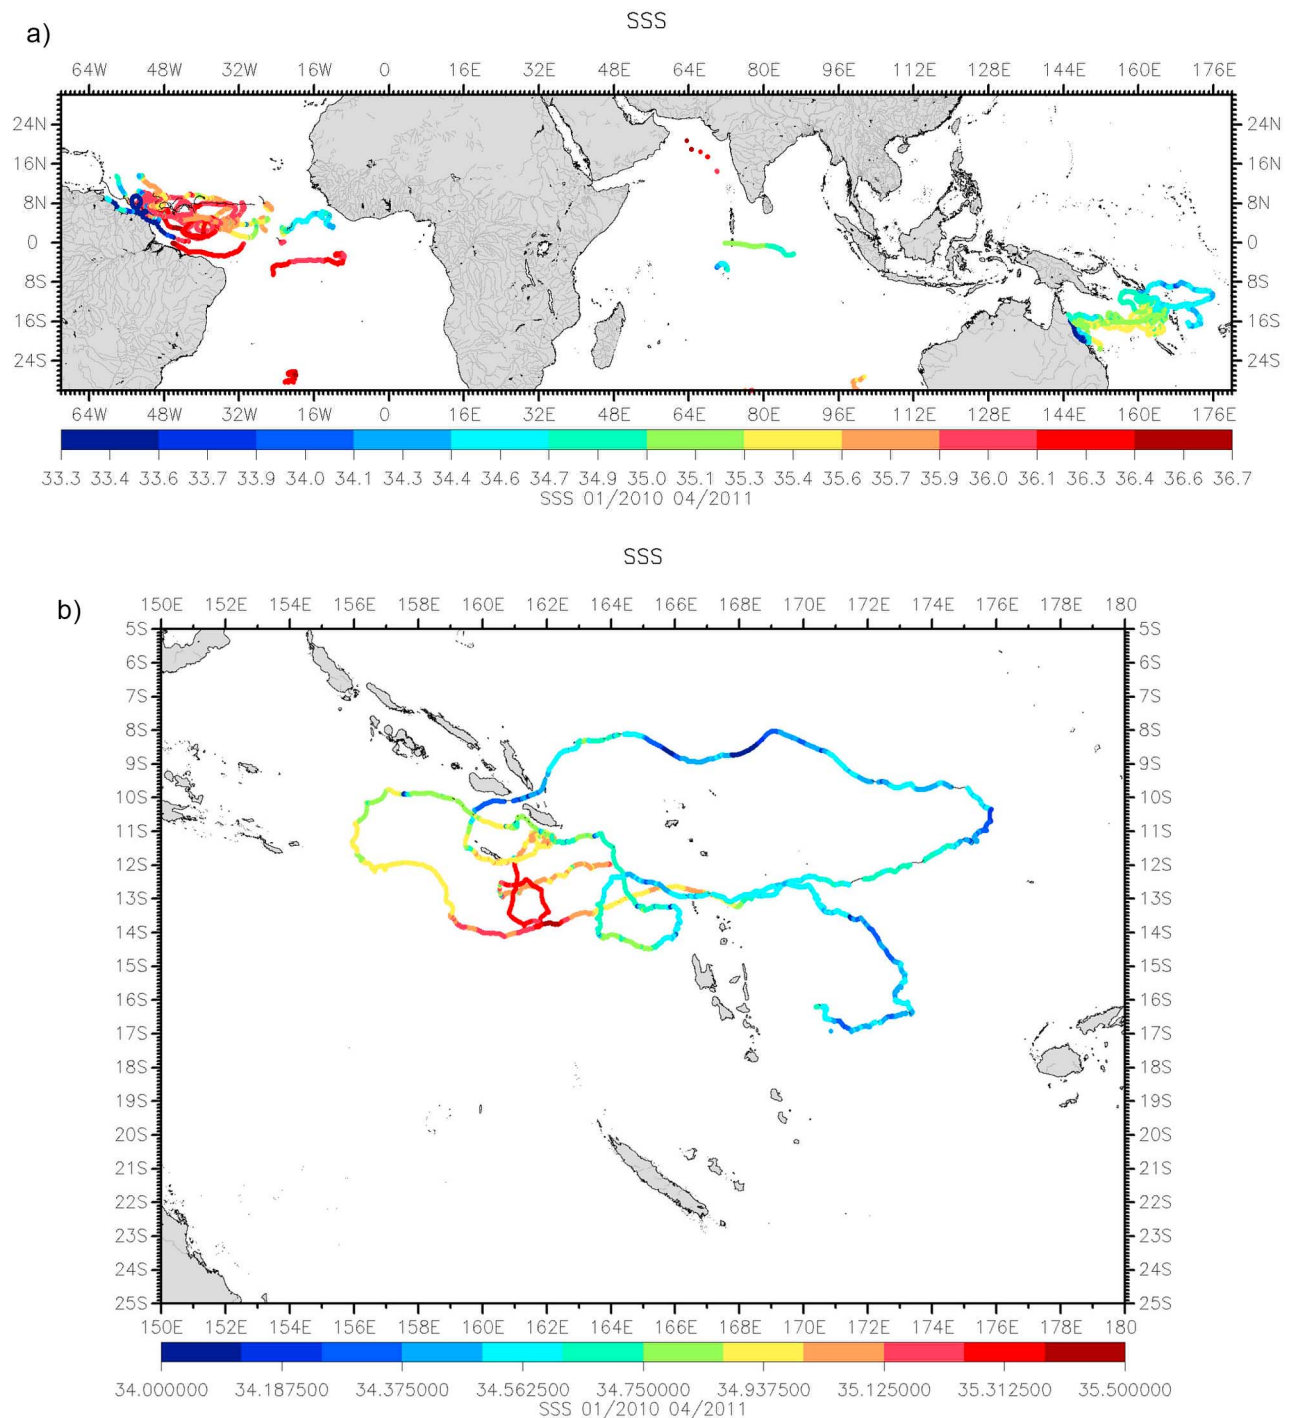 SSS
a)
64W 48W 32W 16W 0 16E 32E 48E 64E 80E 96E 112E 128E 144E 160E 176E
24N 24N
16N 16N
8N 8N
0 0
8S 8S
16S 16S
24S 24S
64W 48W 32W 16W 0 16E 32E 48E 64E 80E 96E 112E 128E 144E 160E 176E
33.3 33.4 33.6 33.7 33.9 34.0 34.1 34.3 34.4 34.6 34.7 34.9 35.0 35.1 35.3 35.4 35.6 35.7 35.9 36.0 36.1 36.3 36.4 36.6 36.7
SSS 01/2010 04/2011
SSS
b)
150E 152E 154E 156E 158E 160E 162E 164E 166E 168E 170E 172E 174E 176E 178E 180
5S 5S
6S 6S
7S 7S
8S 8S
9S 9S
10S 10S
11S 11S
12S 12S
13S 13S
14S 14S
15S 15S
16S 16S
17S 17S
18S 18S
19S 19S
20S 20S
21S 21S
22S 22S
23S 23S
24S 24S
25S 25S
150E 152E 154E 156E 158E 160E 162E 164E 166E 168E 170E 172E 174E 176E 178E 180
34.000000 34.187500 34.375000 34.562500 34.750000 34.937500 35.125000 35.312500 35.500000
SSS 01/2010 04/2011